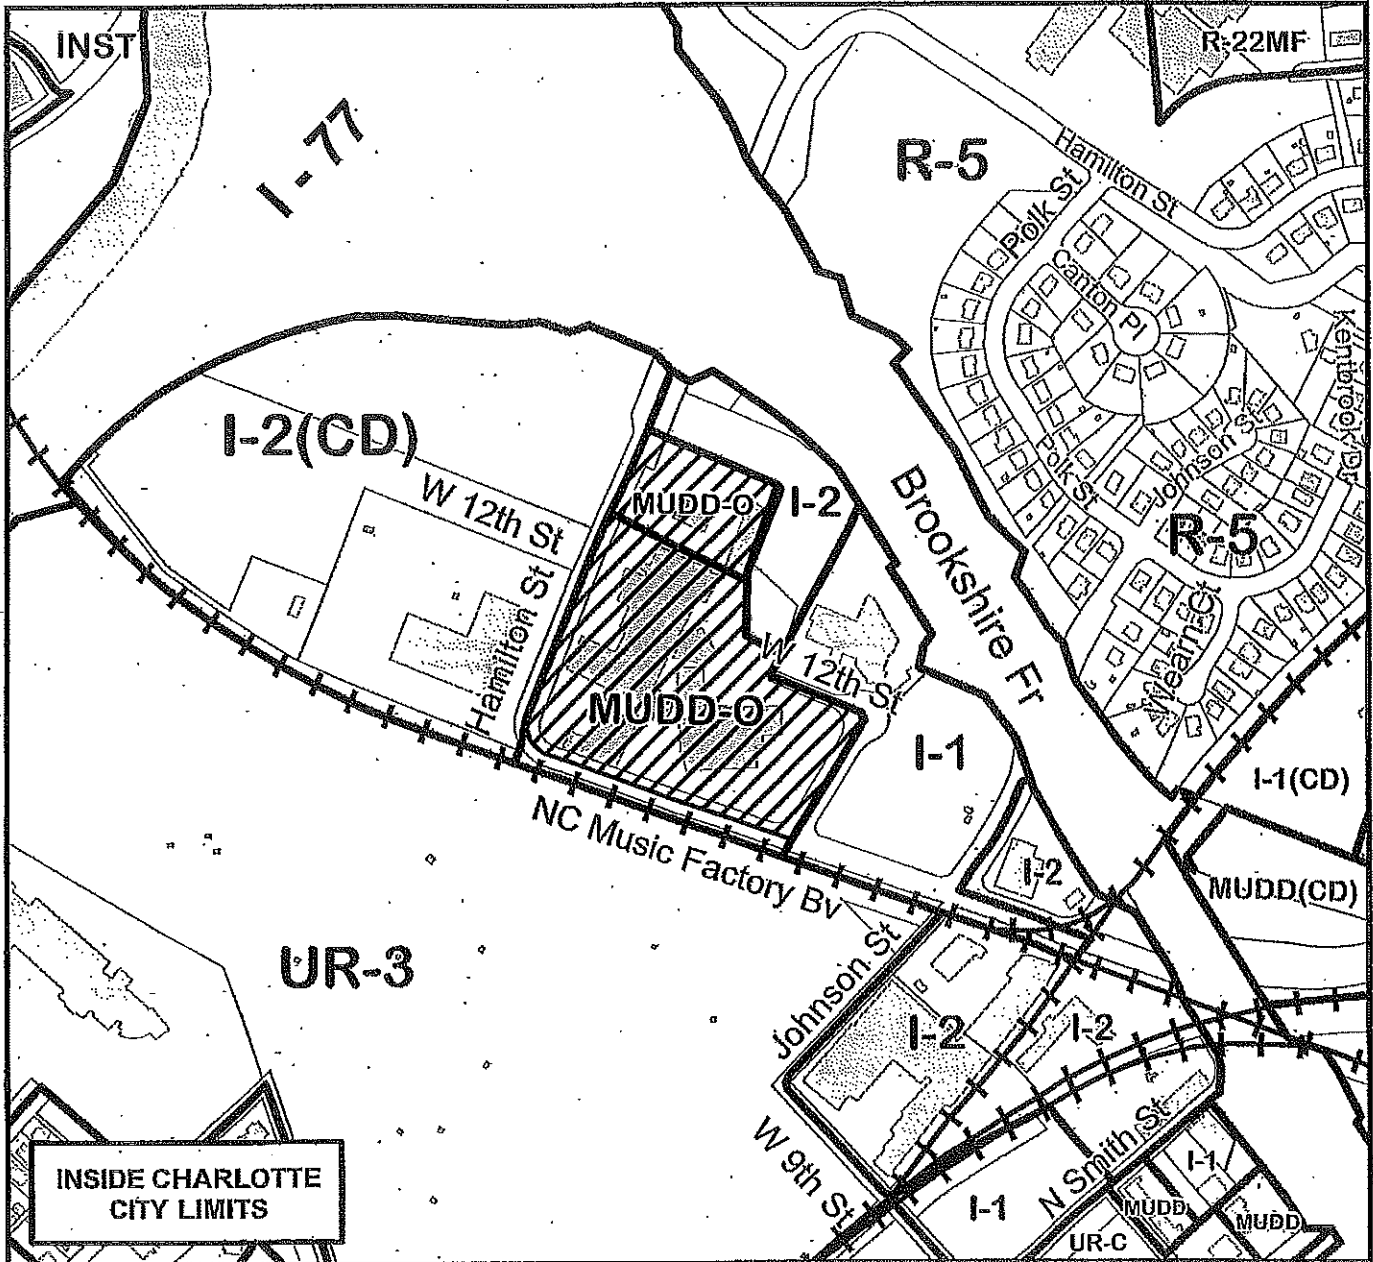 INST
R-22MF
I - 77
R-5
Hamilton St
Polk St
Canton Pl
Kenbrook Dr
I-2(CD)
W 12th St
MUDD-O
I-2
Brookshire Fr
Polk St
Johnson St
R-5
Wearn Ct
Hamilton St
W 12th St
MUDD-O
I-1
I-1(CD)
NC Music Factory Bv
I-2
MUDD(CD)
UR-3
Johnson St
I-2
I-2
W 9th St
N Smith St
I-1
I-1
MUDD
MUDD
UR-C
INSIDE CHARLOTTE
CITY LIMITS